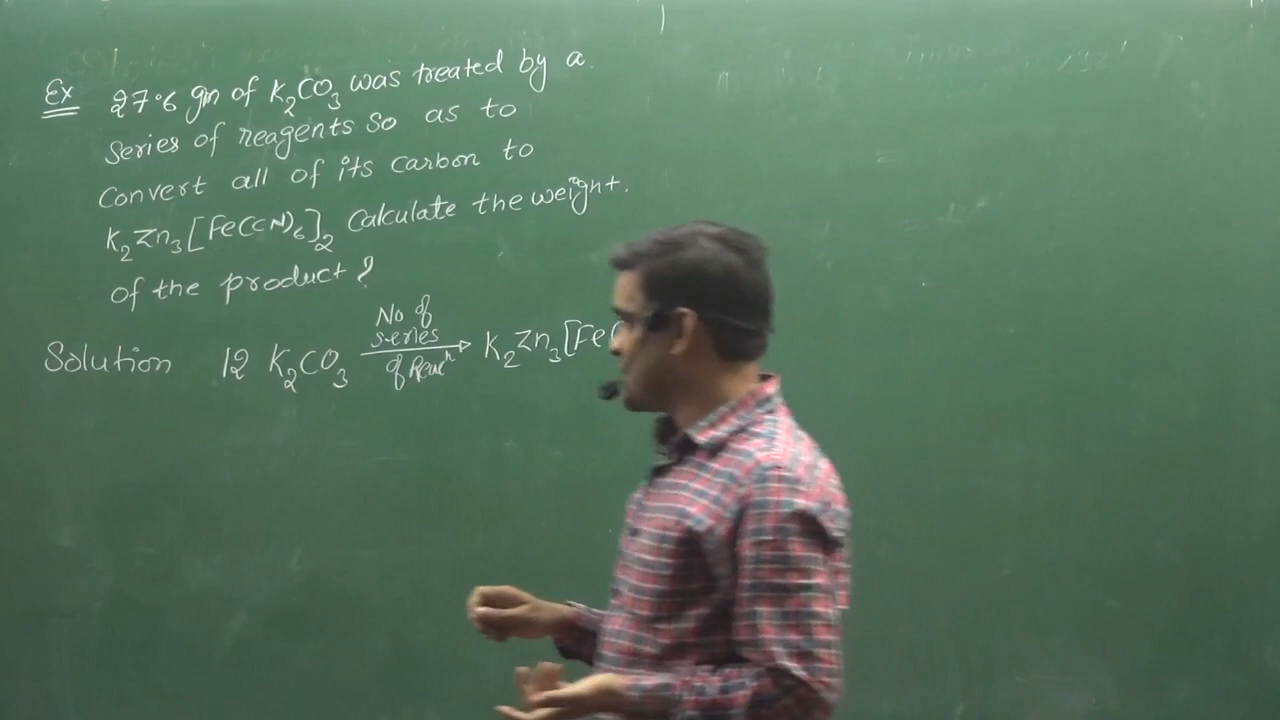 Ex 27.6 gm of K2CO3 was treated by a
series of reagents so as to
convert all of its carbon to
K2Zn3[Fe(CN)6]2 Calculate the weight.
of the product?
No of
series
Solution 12 K2CO3 → K2Zn3[Fe(
of Reacn